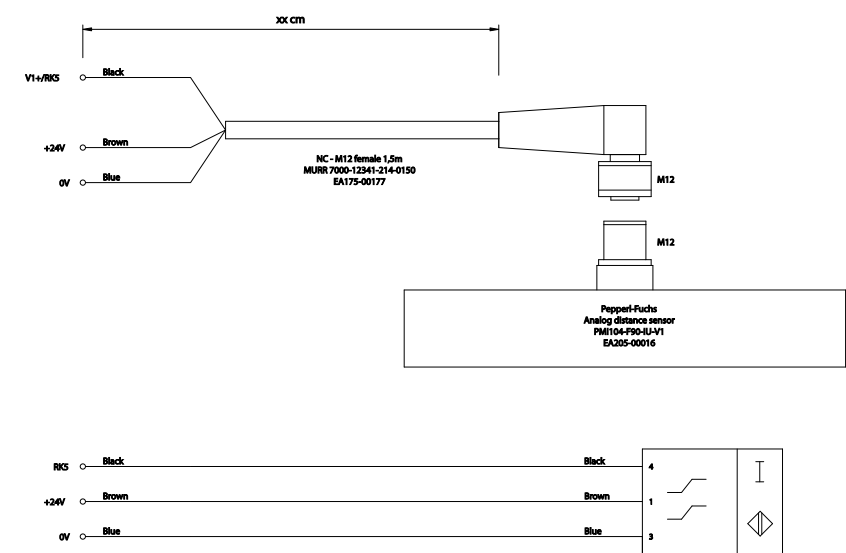 xx cm
V1+/RK5 Black
+24V Brown
0V Blue
NC - M12 female 1,5m
MURR 7000-12341-214-0150
EA175-00177
M12
M12
Pepperl-Fuchs
Analog distance sensor
PMI104-F90-IU-V1
EA205-00016
RK5 Black Black 4
+24V Brown Brown 1
0V Blue Blue 3
I